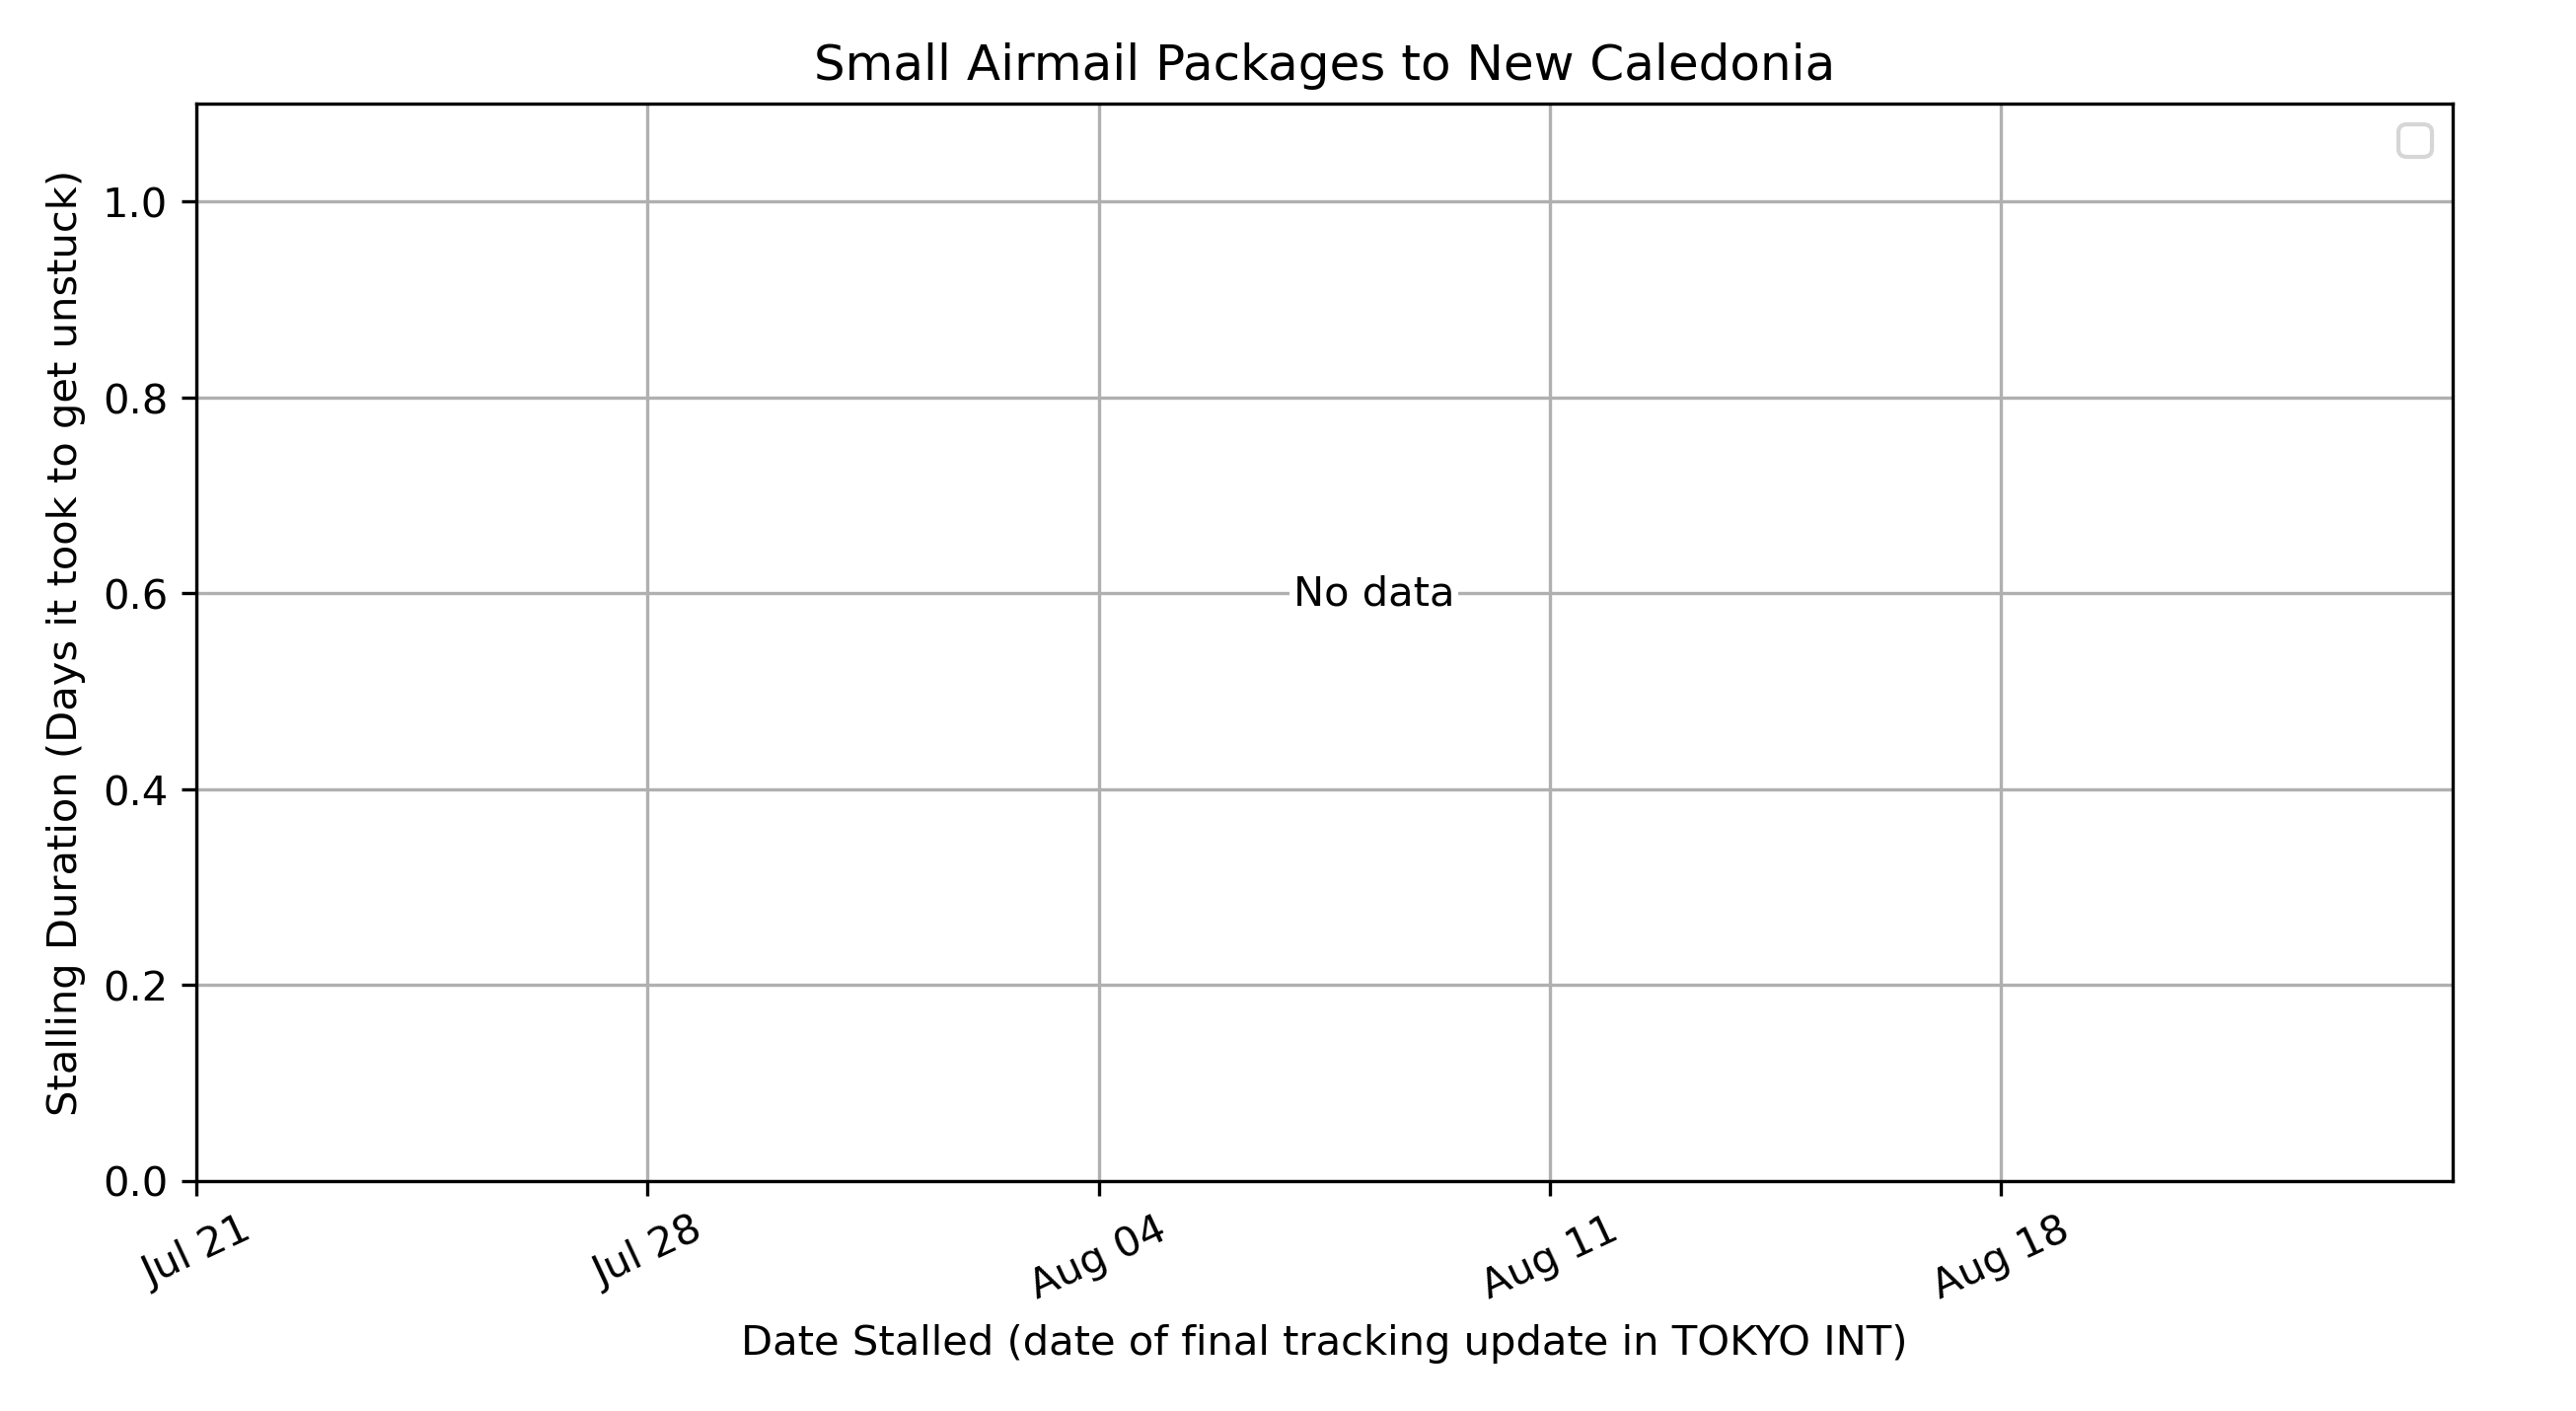 Small Airmail Packages to New Caledonia
Stalling Duration (Days it took to get unstuck)
1.0
0.8
0.6
0.4
0.2
0.0
No data
Jul 21
Jul 28
Aug 04
Aug 11
Aug 18
Date Stalled (date of final tracking update in TOKYO INT)